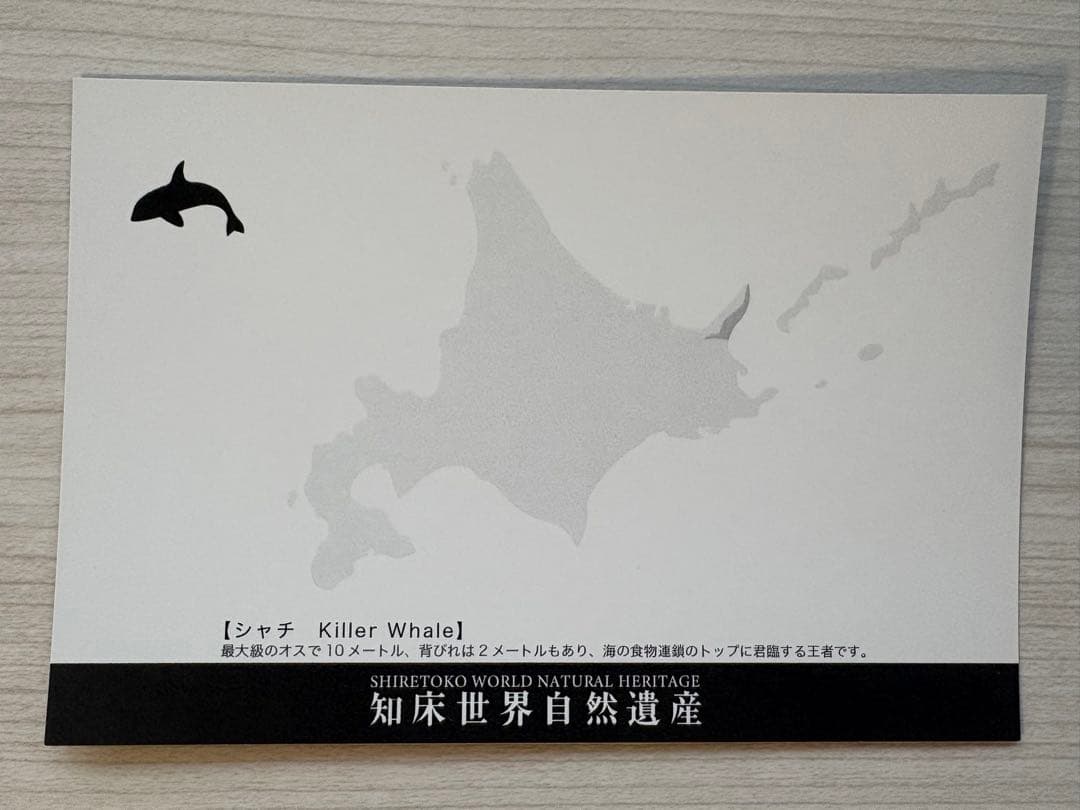 【シャチ　Killer Whale】
最大級のオスで10メートル、背びれは2メートルもあり、海の食物連鎖のトップに君臨する王者です。
SHIRETOKO WORLD NATURAL HERITAGE
知床世界自然遺産